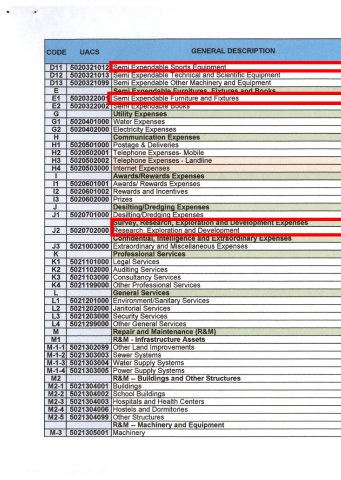 CODE UACS GENERAL DESCRIPTION
D11 5020321012 Semi Expendable Sports Equipment
D12 5020321013 Semi Expendable Technical and Scientific Equipment
D13 5020321099 Semi Expendable Other Machinery and Equipment
E Semi Expendable Furnitures, Fixtures and Books
E1 5020322001 Semi Expendable Furniture and Fixtures
E2 5020322002 Semi Expendable Books
G Utility Expenses
G1 5020401000 Water Expenses
G2 5020402000 Electricity Expenses
H Communication Expenses
H1 5020501000 Postage & Deliveries
H2 5020502001 Telephone Expenses- Mobile
H3 5020502002 Telephone Expenses - Landline
H4 5020503000 Internet Expenses
I Awards/Rewards Expenses
I1 5020601001 Awards/ Rewards Expenses
I2 5020601002 Rewards and Incentives
I3 5020602000 Prizes
J Desilting/Dredging Expenses
J1 5020701000 Desilting/Dredging Expenses
Survey, Research, Exploration and Development Expenses
J2 5020702000 Research, Exploration and Development
Confidential, Intelligence and Extraordinary Expenses
J3 5021003000 Extraordinary and Miscellaneous Expenses
K Professional Services
K1 5021101000 Legal Services
K2 5021102000 Auditing Services
K3 5021103000 Consultancy Services
K4 5021199000 Other Professional Services
L General Services
L1 5021201000 Environment/Sanitary Services
L2 5021202000 Janitorial Services
L3 5021203000 Security Services
L4 5021299000 Other General Services
M Repair and Maintenance (R&M)
M1 R&M - Infrastructure Assets
M-1-1 5021302099 Other Land Improvements
M-1-2 5021303003 Sewer Systems
M-1-3 5021303004 Water Supply Systems
M-1-4 5021303005 Power Supply Systems
M2 R&M -- Buildings and Other Structures
M2-1 5021304001 Buildings
M2-2 5021304002 School Buildings
M2-3 5021304003 Hospitals and Health Centers
M2-4 5021304006 Hostels and Dormitories
M2-5 5021304099 Other Structures
R&M -- Machinery and Equipment
M-3 5021305001 Machinery